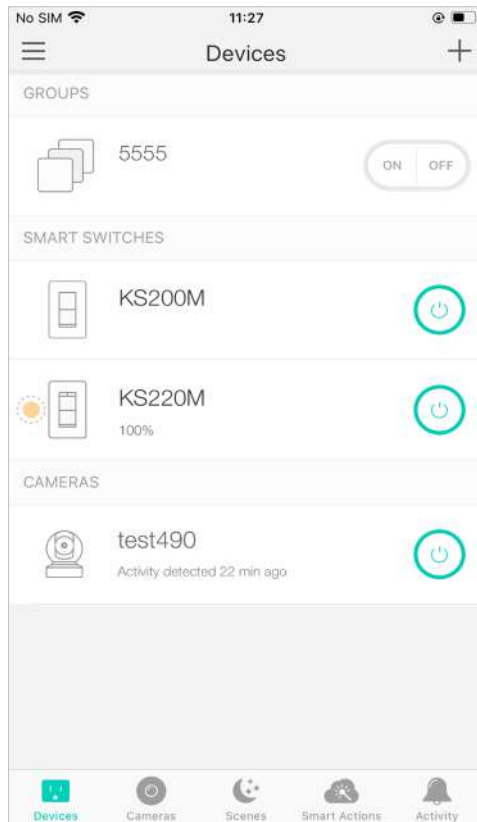 No SIM 11:27
Devices
GROUPS
5555
ON OFF
SMART SWITCHES
KS200M
KS220M
100%
CAMERAS
test490
Activity detected 22 min ago
Devices Cameras Scenes Smart Actions Activity